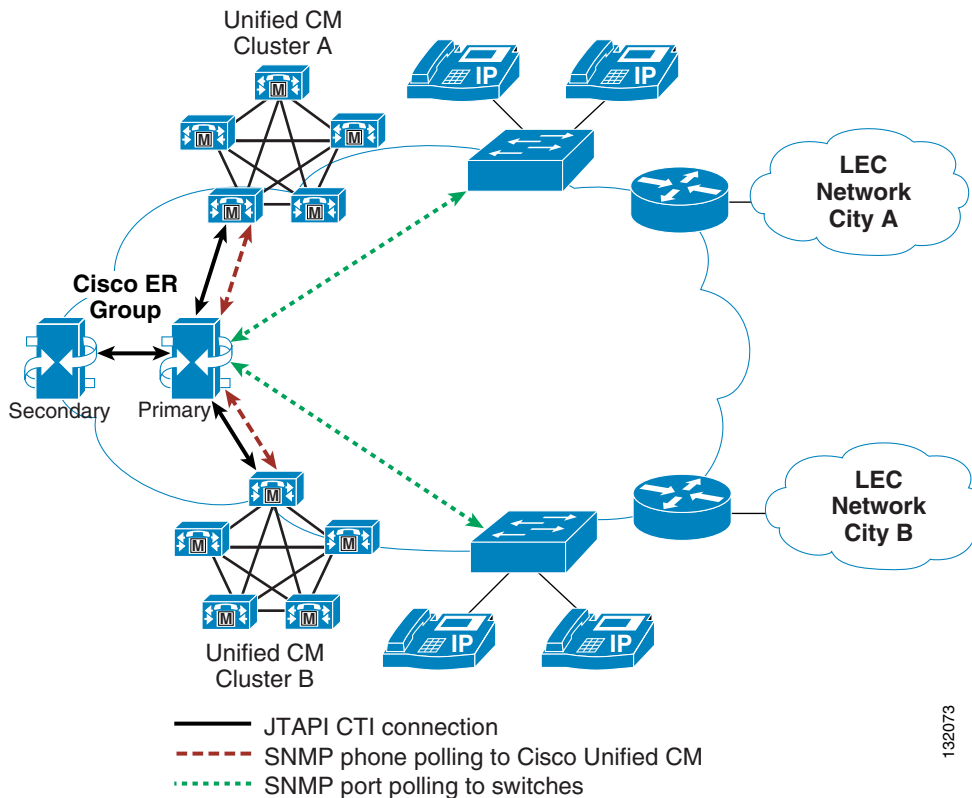 Unified CM
Cluster A
M
M
M
M
M
IP
IP
LEC
Network
City A
Cisco ER
Group
Secondary
Primary
LEC
Network
City B
M
M
M
M
M
IP
IP
Unified CM
Cluster B
JTAPI CTI connection
SNMP phone polling to Cisco Unified CM
SNMP port polling to switches
132073